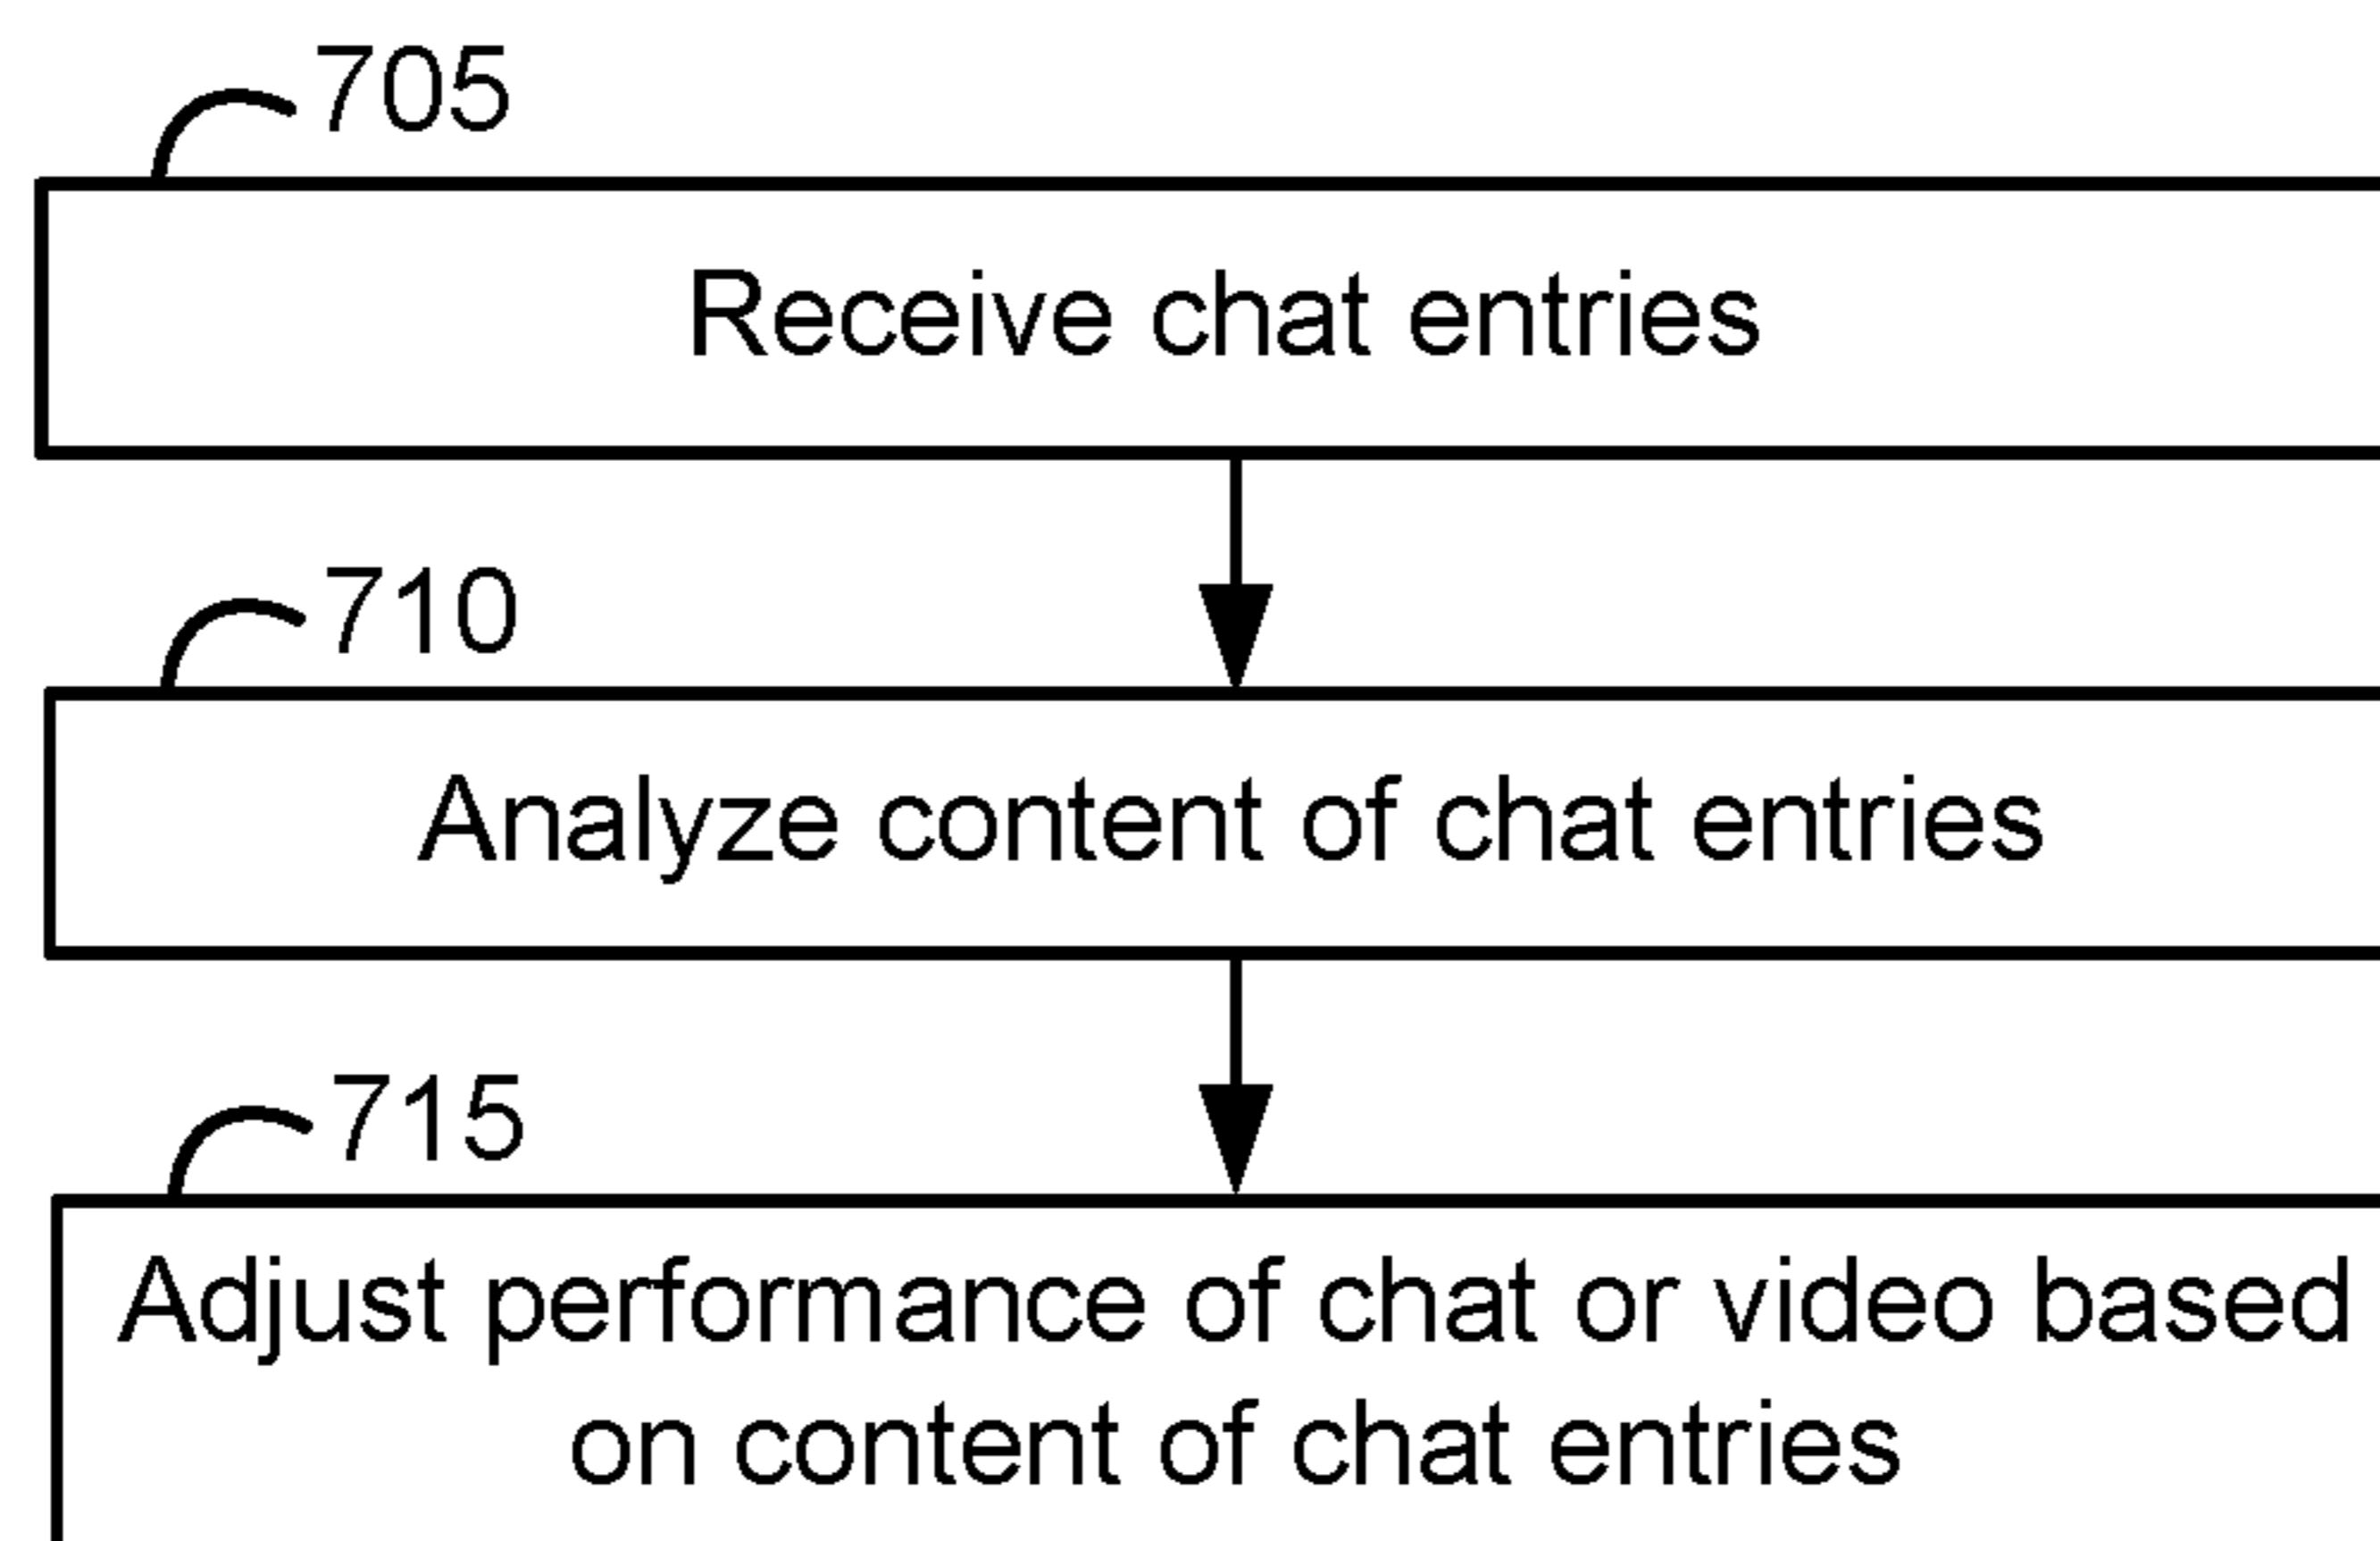 705
Receive chat entries
710
Analyze content of chat entries
715
Adjust performance of chat or video based
on content of chat entries